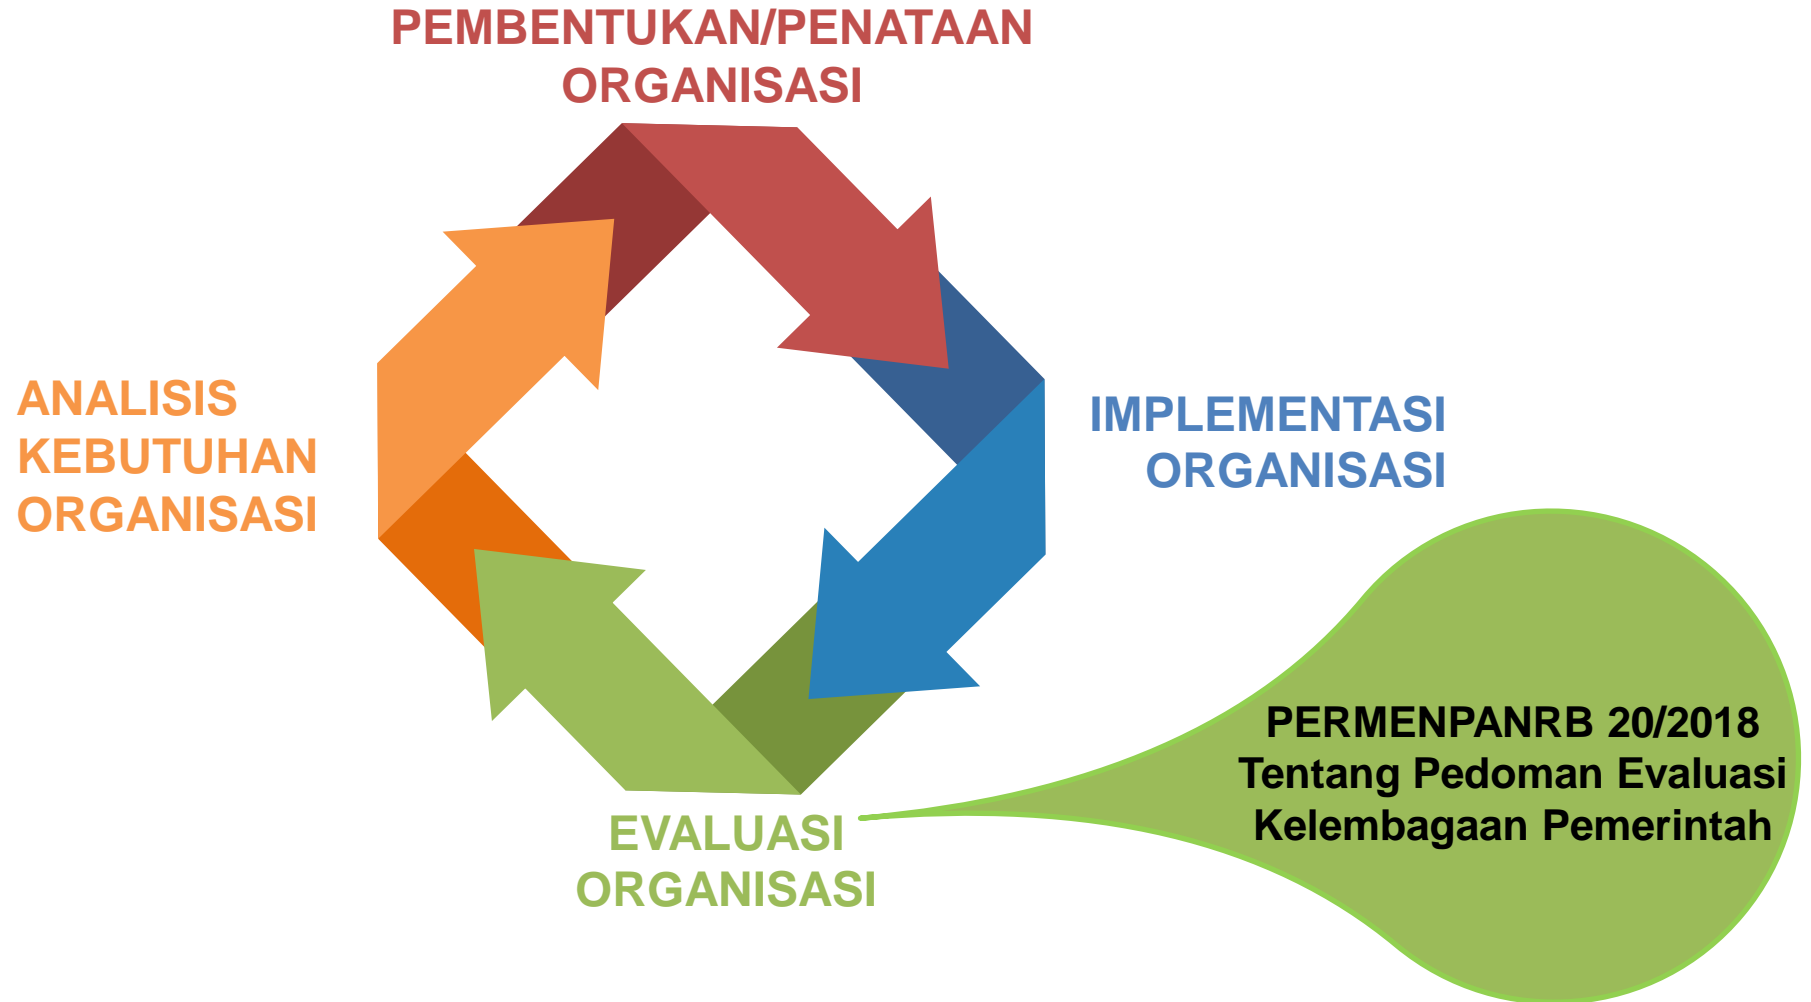 PEMBENTUKAN/PENATAAN
ORGANISASI
ANALISIS
KEBUTUHAN
ORGANISASI
IMPLEMENTASI
ORGANISASI
EVALUASI
ORGANISASI
PERMENPANRB 20/2018
Tentang Pedoman Evaluasi
Kelembagaan Pemerintah